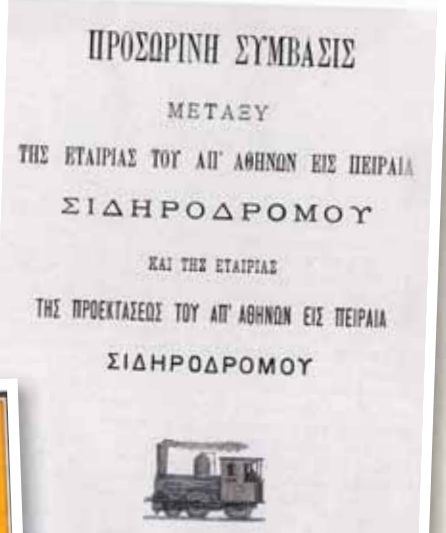 ΠΡΟΣΩΡΙΝΗ ΣΥΜΒΑΣΙΣ
ΜΕΤΑΞΥ
ΤΗΣ ΕΤΑΙΡΙΑΣ ΤΟΥ ΑΠ' ΑΘΗΝΩΝ ΕΙΣ ΠΕΙΡΑΙΑ
ΣΙΔΗΡΟΔΡΟΜΟΥ
ΚΑΙ ΤΗΣ ΕΤΑΙΡΙΑΣ
ΤΗΣ ΠΡΟΕΚΤΑΣΕΩΣ ΤΟΥ ΑΠ' ΑΘΗΝΩΝ ΕΙΣ ΠΕΙΡΑΙΑ
ΣΙΔΗΡΟΔΡΟΜΟΥ